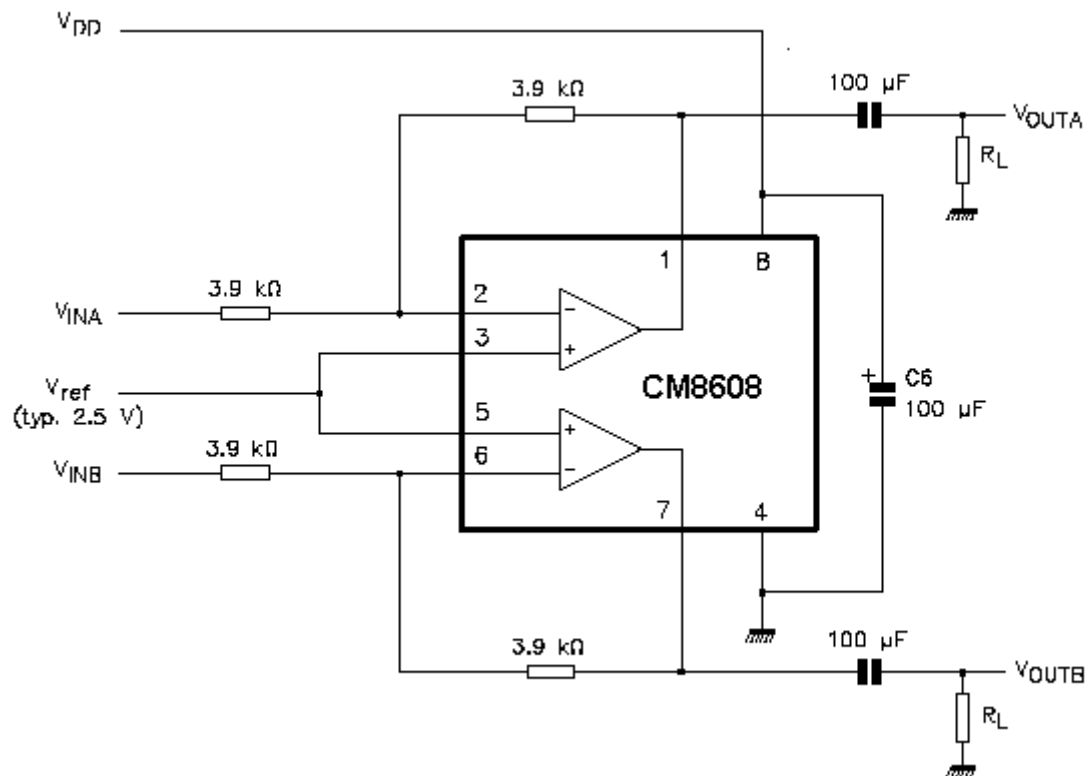 VDD
3.9 kΩ
100 µF
VOUTA
RL
1
8
3.9 kΩ
VINA
2
3
Vref
(typ. 2.5 V)
CM8608
+
C6
100 µF
5
3.9 kΩ
VINB
6
7
4
3.9 kΩ
100 µF
VOUTB
RL
−
+
+
−